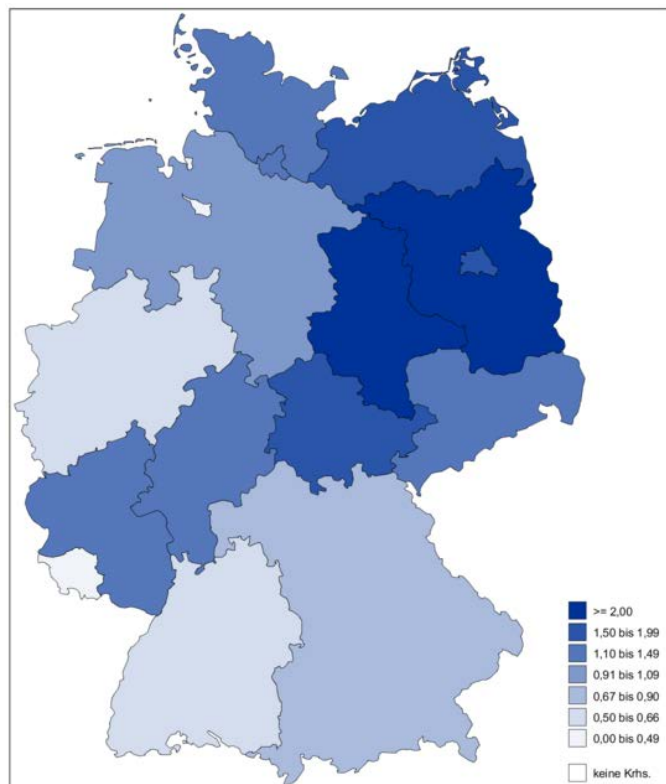 >= 2,00
1,50 bis 1,99
1,10 bis 1,49
0,91 bis 1,09
0,67 bis 0,90
0,50 bis 0,66
0,00 bis 0,49
keine Krhs.